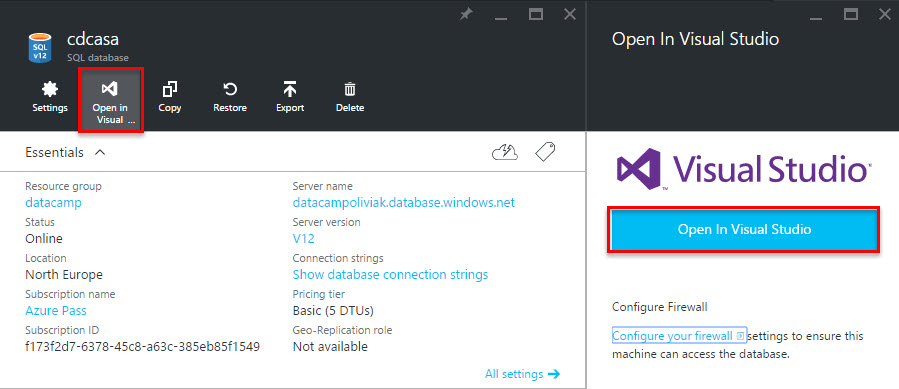 cdcasa
SQL database
SQL
v12
Settings
Open in
Visual ...
Copy
Restore
Export
Delete
Essentials
Resource group
datacamp
Status
Online
Location
North Europe
Subscription name
Azure Pass
Subscription ID
f173f2d7-6378-45c8-a63c-385eb85f1549
Server name
datacampoliviak.database.windows.net
Server version
V12
Connection strings
Show database connection strings
Pricing tier
Basic (5 DTUs)
Geo-Replication role
Not available
All settings
Open In Visual Studio
Visual Studio
Open In Visual Studio
Configure Firewall
Configure your firewall settings to ensure this
machine can access the database.